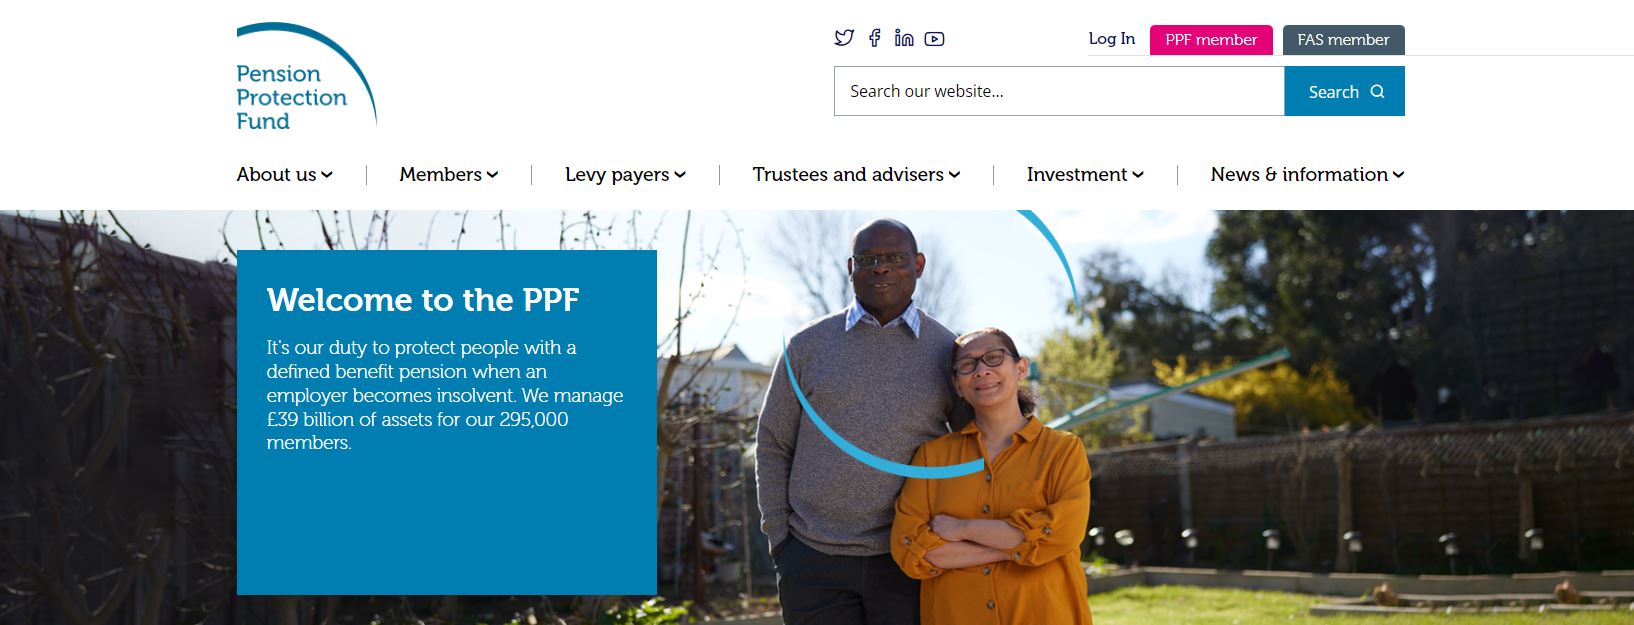 Pension
Protection
Fund
Log In
PPF member
FAS member
Search our website...
Search
About us
Members
Levy payers
Trustees and advisers
Investment
News & information
Welcome to the PPF
It's our duty to protect people with a
defined benefit pension when an
employer becomes insolvent. We manage
£39 billion of assets for our 295,000
members.